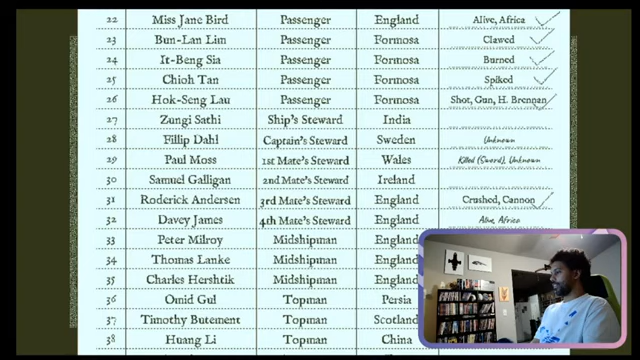 22 Miss Jane Bird Passenger England Alive, Africa
23 Bun-Lan Lim Passenger Formosa Clawed
24 It-Beng Sia Passenger Formosa Burned
25 Chioh Tan Passenger Formosa Spiked
26 Hok-Seng Lau Passenger Formosa Shot, Gun, H. Brennan
27 Zungi Sathi Ship's Steward India
28 Fillip Dahl Captain's Steward Sweden Unknown
29 Paul Moss 1st Mate's Steward Wales Killed (Sword), Unknown
30 Samuel Galligan 2nd Mate's Steward Ireland
31 Roderick Andersen 3rd Mate's Steward England Crushed, Cannon
32 Davey James 4th Mate's Steward England Alive, Africa
33 Peter Milroy Midshipman England
34 Thomas Lanke Midshipman England
35 Charles Hershtik Midshipman England
36 Omid Gul Topman Persia
37 Timothy Butement Topman Scotland
38 Huang Li Topman China